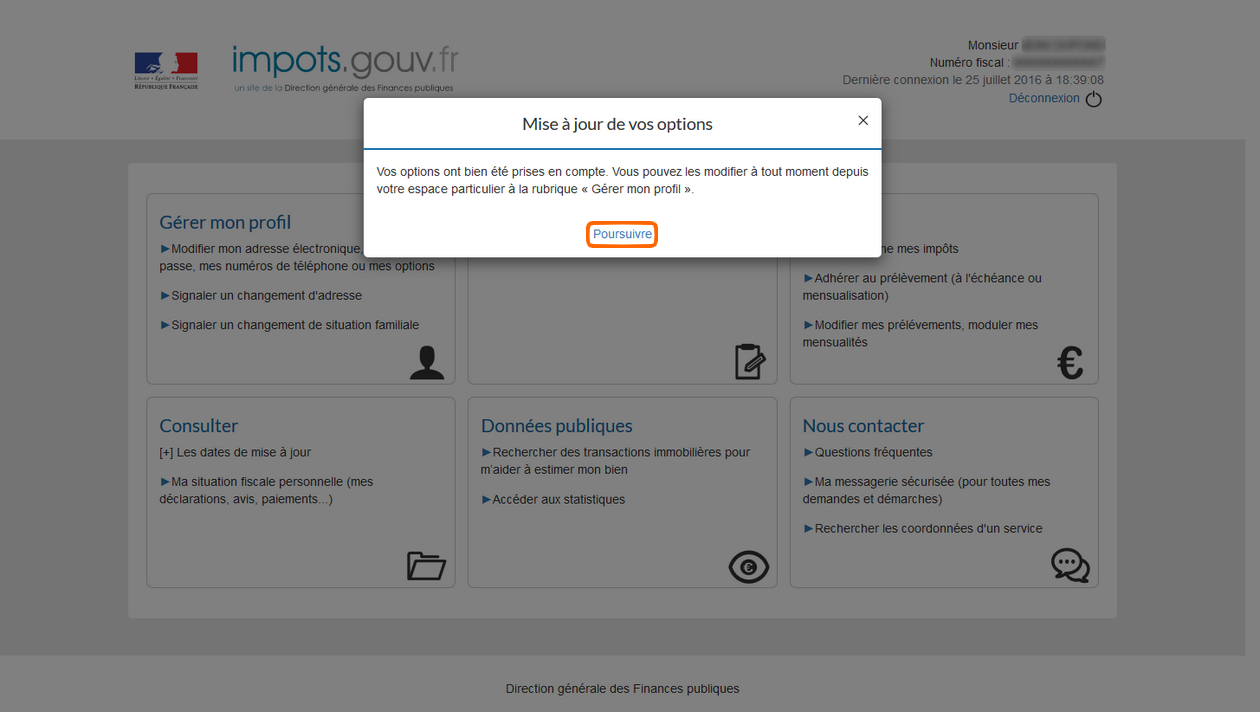 Liberté • Égalité • Fraternité
RÉPUBLIQUE FRANÇAISE
impots.gouv.fr
un site de la Direction générale des Finances publiques
Monsieur
Numéro fiscal :
Dernière connexion le 25 juillet 2016 à 18:39:08
Déconnexion
Mise à jour de vos options
Vos options ont bien été prises en compte. Vous pouvez les modifier à tout moment depuis
votre espace particulier à la rubrique « Gérer mon profil ».
Poursuivre
Gérer mon profil
►Modifier mon adresse électronique,
passe, mes numéros de téléphone ou mes options
►Signaler un changement d'adresse
►Signaler un changement de situation familiale
mes impôts
►Adhérer au prélèvement (à l'échéance ou
mensualisation)
►Modifier mes prélévements, moduler mes
mensualités
€
Consulter
[+] Les dates de mise à jour
►Ma situation fiscale personnelle (mes
déclarations, avis, paiements...)
Données publiques
►Rechercher des transactions immobilières pour
m'aider à estimer mon bien
►Accéder aux statistiques
€
Nous contacter
►Questions fréquentes
►Ma messagerie sécurisée (pour toutes mes
demandes et démarches)
►Rechercher les coordonnées d'un service
Direction générale des Finances publiques